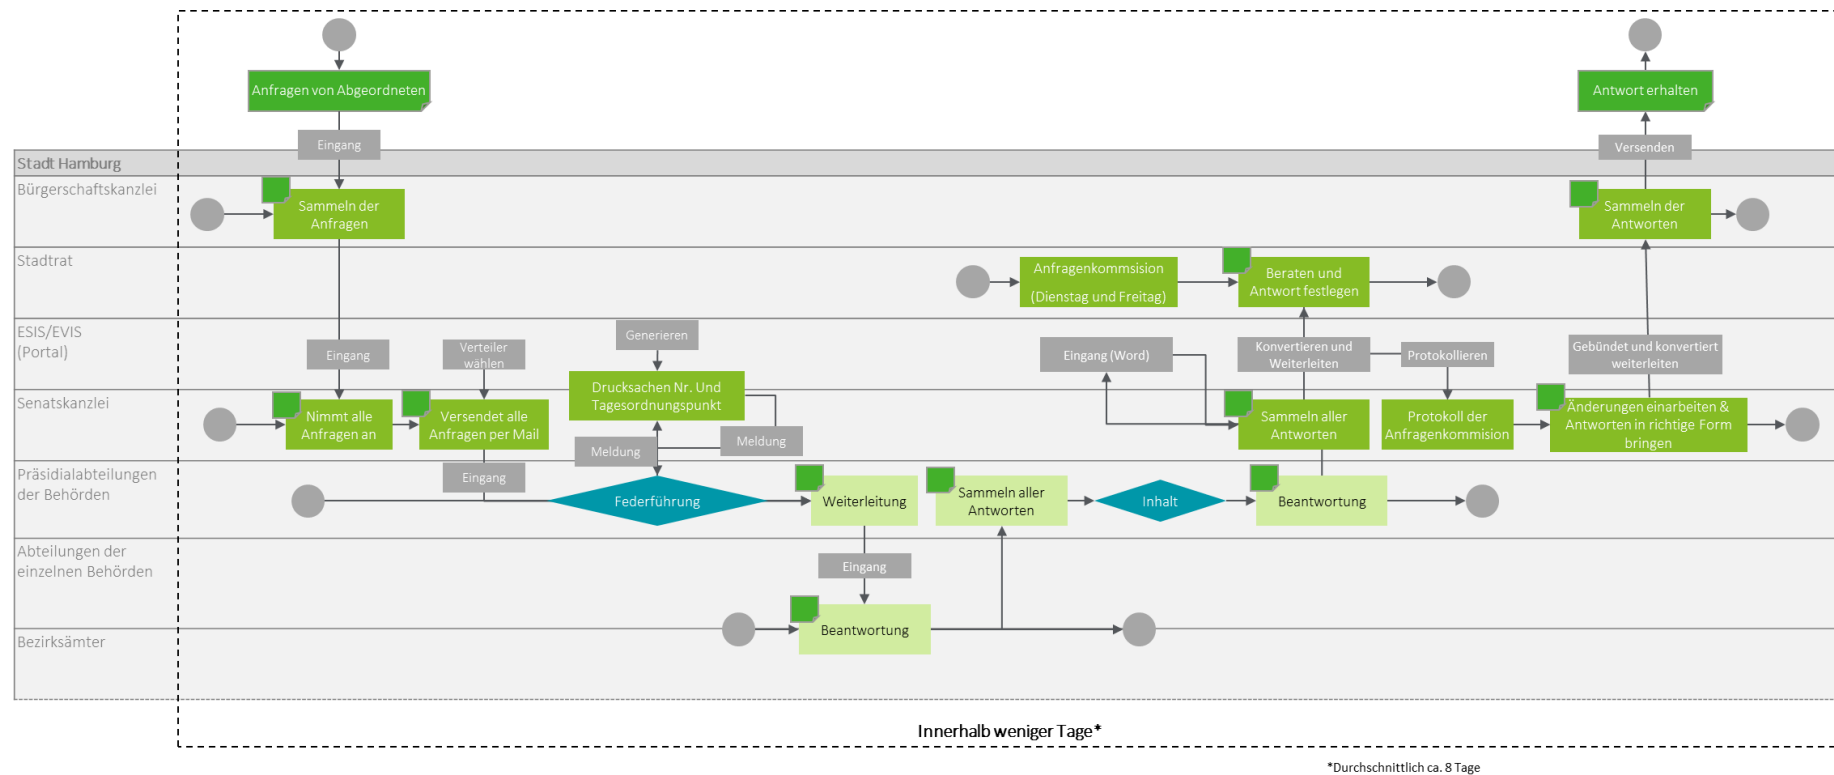 Anfragen von Abgeordneten
Antwort erhalten
Eingang
Versenden
Stadt Hamburg
Bürgerschaftskanzlei
Sammeln der
Anfragen
Sammeln der
Antworten
Stadtrat
Anfragenkommsision
(Dienstag und Freitag)
Beraten und
Antwort festlegen
ESIS/EVIS
(Portal)
Eingang
Verteiler
wählen
Generieren
Eingang (Word)
Konvertieren und
Weiterleiten
Protokollieren
Gebündet und konvertiert
weiterleiten
Drucksachen Nr. Und
Tagesordnungspunkt
Senatskanzlei
Nimmt alle
Anfragen an
Versendet alle
Anfragen per Mail
Meldung
Meldung
Sammeln aller
Antworten
Protokoll der
Anfragenkommision
Änderungen einarbeiten &
Antworten in richtige Form
bringen
Präsidialabteilungen
der Behörden
Eingang
Federführung
Weiterleitung
Sammeln aller
Antworten
Inhalt
Beantwortung
Abteilungen der
einzelnen Behörden
Eingang
Beantwortung
Bezirksämter
Innerhalb weniger Tage*
*Durchschnittlich ca. 8 Tage